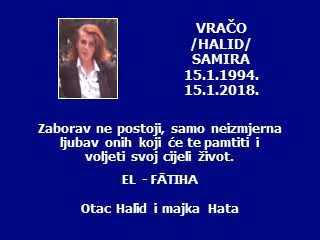 VRAČO
/HALID/
SAMIRA
15.1.1994.
15.1.2018.
Zaborav ne postoji, samo neizmjerna
ljubav onih koji će te pamtiti i
voljeti svoj cijeli život.
EL - FĀTIHA
Otac Halid i majka Hata